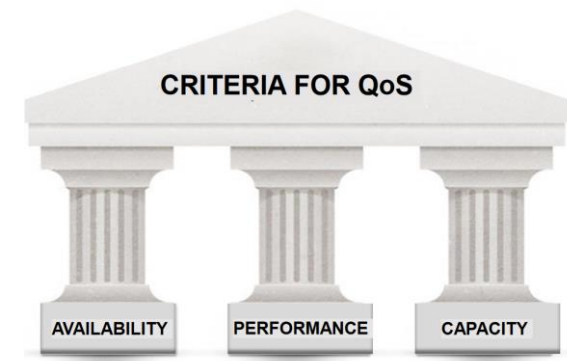 CRITERIA FOR QoS
AVAILABILITY
PERFORMANCE
CAPACITY